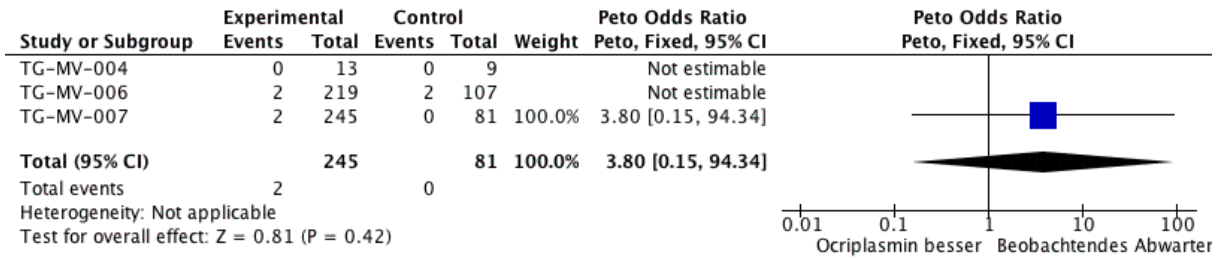 Experimental Control Peto Odds Ratio Peto Odds Ratio
Study or Subgroup Events Total Events Total Weight Peto, Fixed, 95% CI Peto, Fixed, 95% CI
TG-MV-004 0 13 0 9 Not estimable
TG-MV-006 2 219 2 107 Not estimable
TG-MV-007 2 245 0 81 100.0% 3.80 [0.15, 94.34]
Total (95% CI) 245 81 100.0% 3.80 [0.15, 94.34]
Total events 2 0
Heterogeneity: Not applicable
Test for overall effect: Z = 0.81 (P = 0.42)
0.01 0.1 1 10 100
Ocriplasmin besser Beobachtendes Abwarter